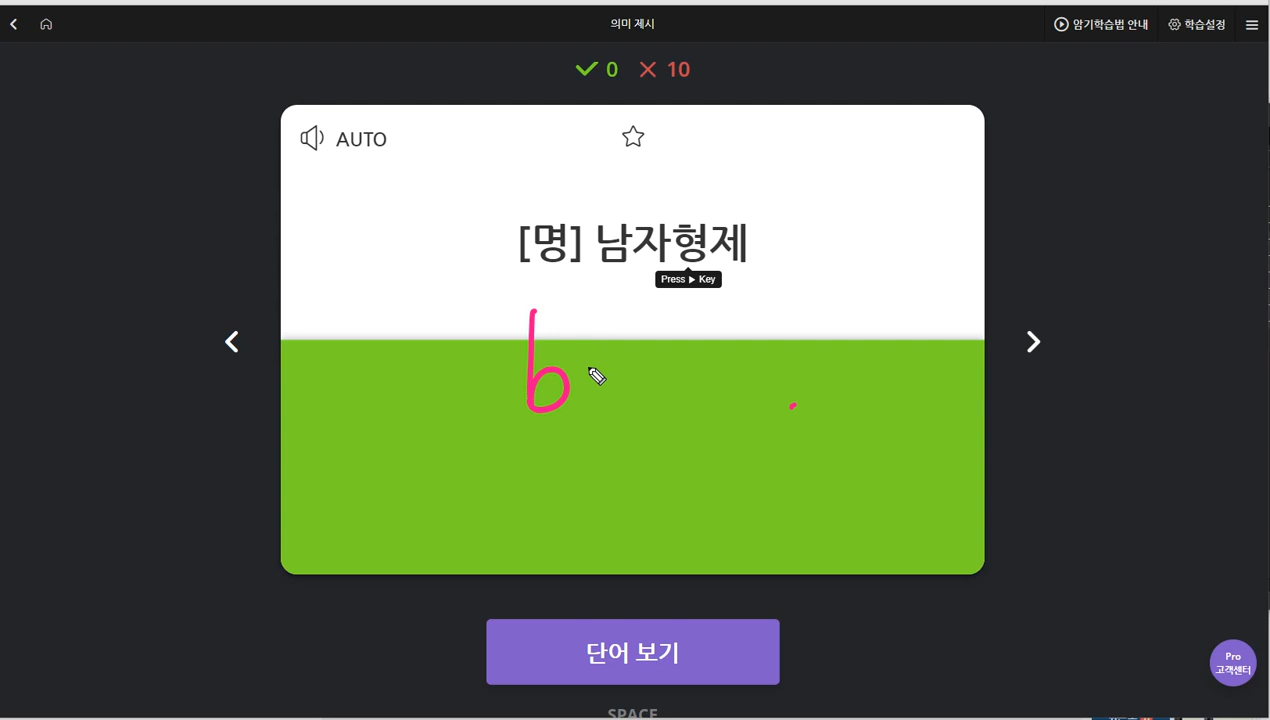 의미 제시
암기학습법 안내
학습설정
0
10
AUTO
[명] 남자형제
Press ▶ Key
b
단어 보기
Pro
고객센터
SPACE